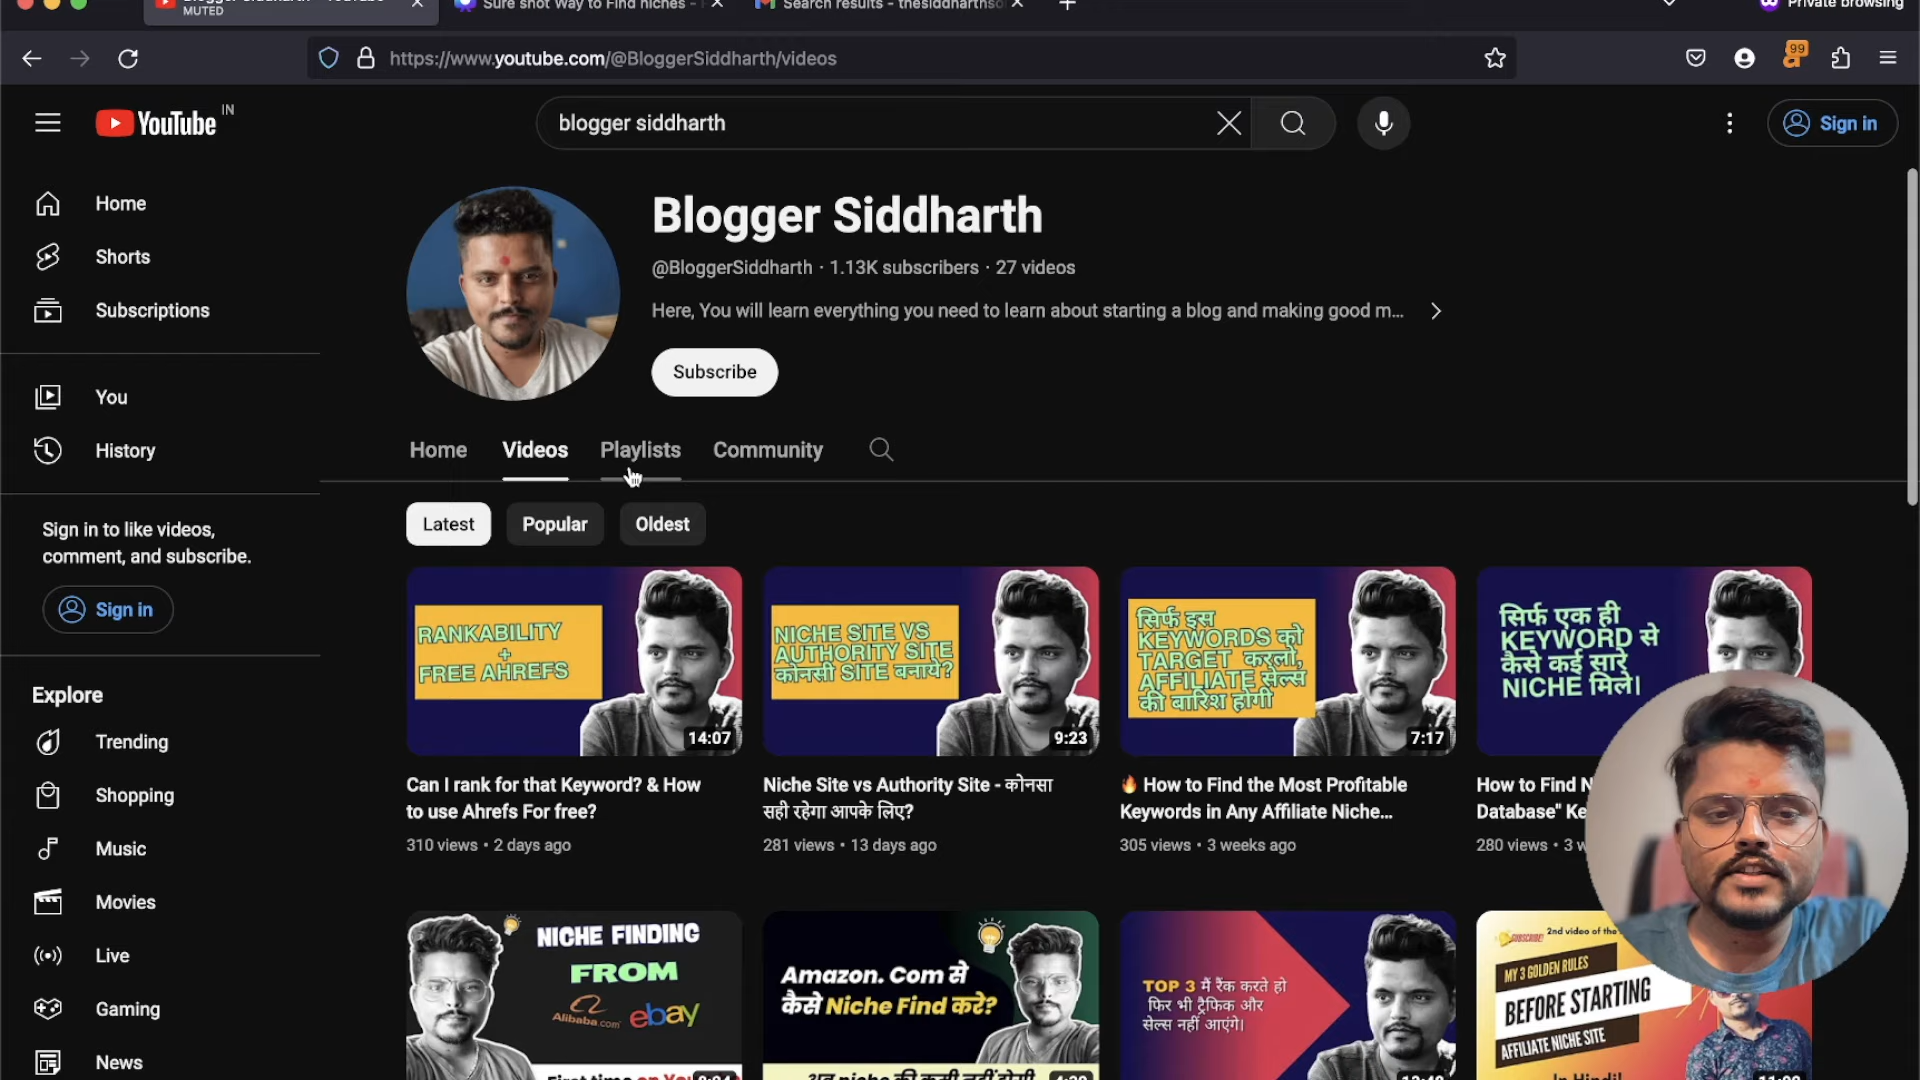 MUTED
Sure shot Way to Find niches -
Search results - thesiddharthso
Private browsing
https://www.youtube.com/@BloggerSiddharth/videos
99
YouTube IN
blogger siddharth
Sign in
Home
Shorts
Subscriptions
You
History
Sign in to like videos,
comment, and subscribe.
Sign in
Explore
Trending
Shopping
Music
Movies
Live
Gaming
News
Blogger Siddharth
@BloggerSiddharth · 1.13K subscribers · 27 videos
Here, You will learn everything you need to learn about starting a blog and making good m...
Subscribe
Home
Videos
Playlists
Community
Latest
Popular
Oldest
RANKABILITY
+
FREE AHREFS
14:07
Can I rank for that Keyword? & How
to use Ahrefs For free?
310 views • 2 days ago
NICHE SITE VS
AUTHORITY SITE
कोनसी SITE बनाये?
9:23
Niche Site vs Authority Site - कोनसा
सही रहेगा आपके लिए?
281 views • 13 days ago
सिर्फ इस
KEYWORDS को
TARGET करलो,
AFFILIATE सेल्स
की बारिश होगी
7:17
🔥 How to Find the Most Profitable
Keywords in Any Affiliate Niche...
305 views • 3 weeks ago
सिर्फ एक ही
KEYWORD से
कैसे कई सारे
NICHE मिले।
How to Find N
Database" Ke
280 views • 3 w
NICHE FINDING
FROM
Alibaba.com ebay
Amazon. Com से
कैसे Niche Find करे?
TOP 3 में रैंक करते हो
फिर भी ट्रैफिक और
सेल्स नहीं आएंगे।
SUBSCRIBE!
2nd video of the
MY 3 GOLDEN RULES
BEFORE STARTING
AFFILIATE NICHE SITE